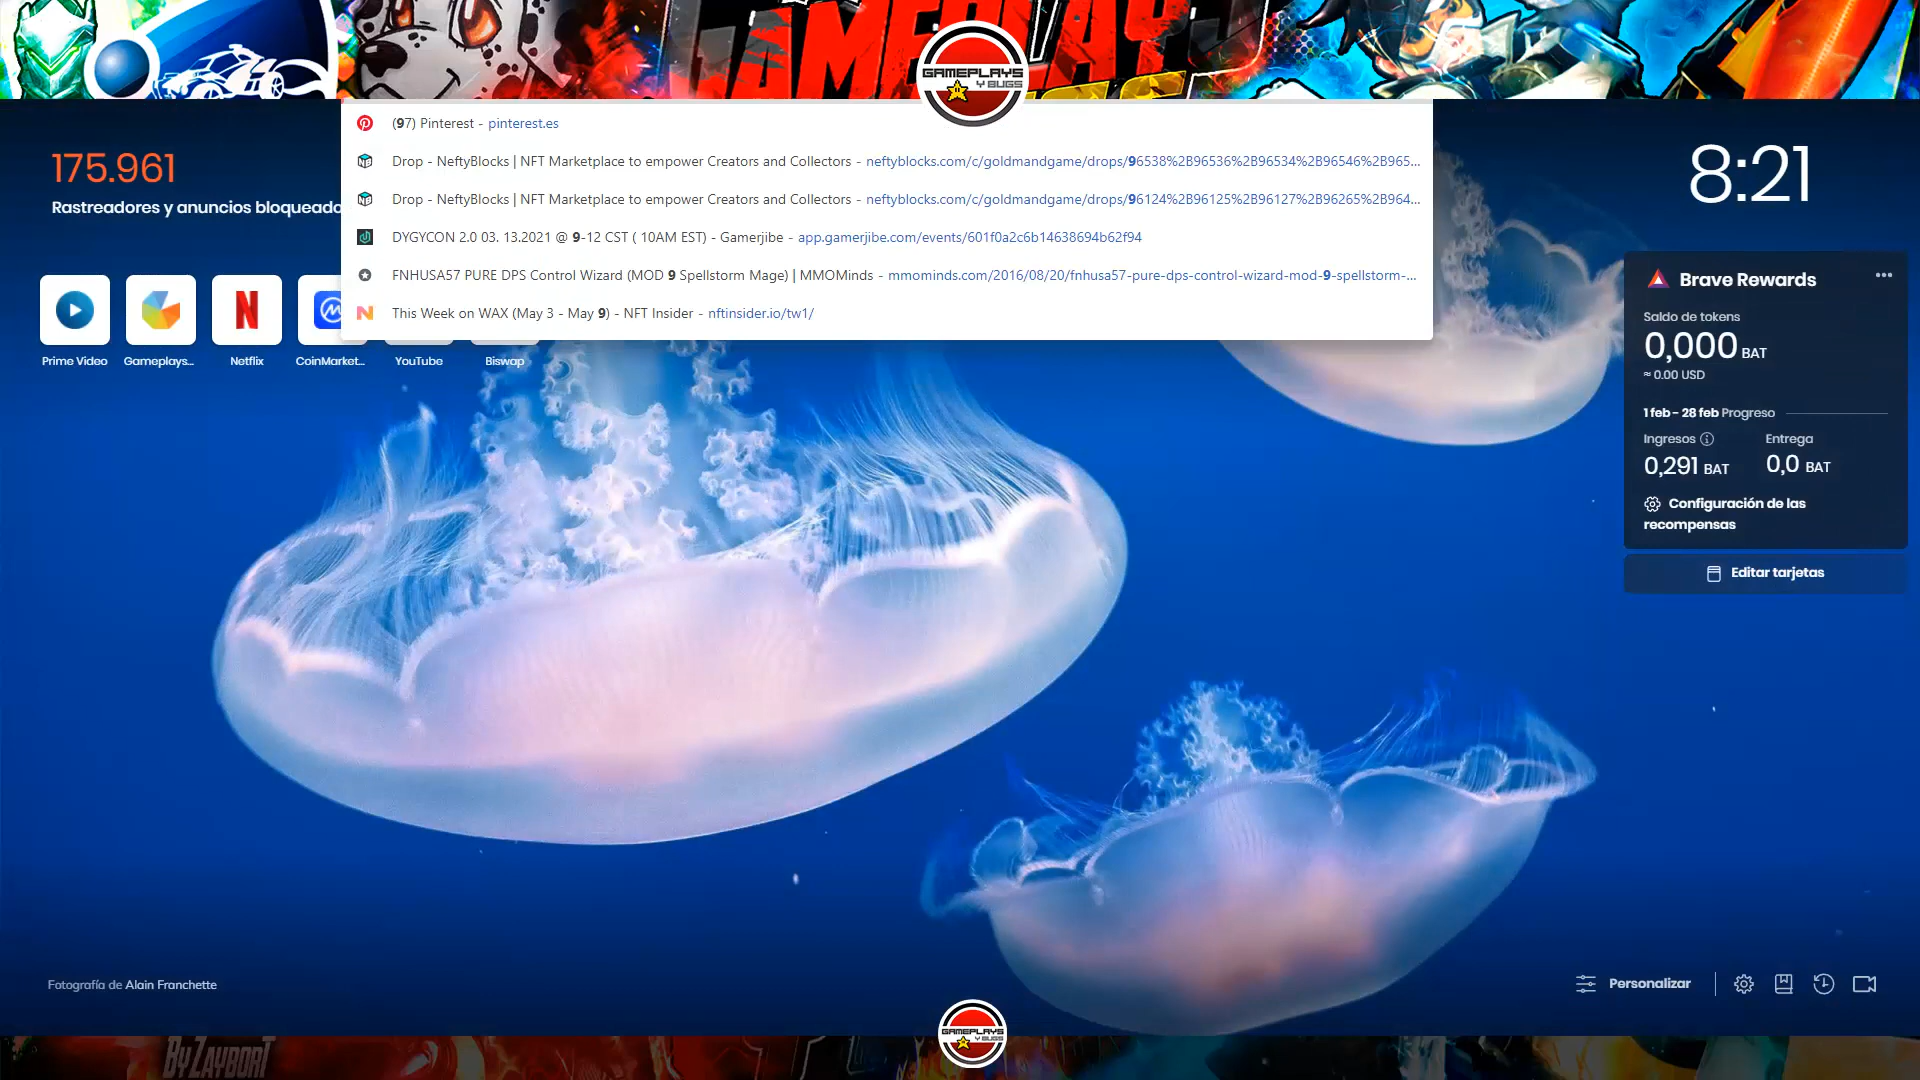 GAMEPLAY
GAMEPLAYS
Y BUGS
(97) Pinterest - pinterest.es
Drop - NeftyBlocks | NFT Marketplace to empower Creators and Collectors - neftyblocks.com/c/goldmandgame/drops/96538%2B96536%2B96534%2B96546%2B965...
Drop - NeftyBlocks | NFT Marketplace to empower Creators and Collectors - neftyblocks.com/c/goldmandgame/drops/96124%2B96125%2B96127%2B96265%2B964...
DYGYCON 2.0 03. 13.2021 @ 9-12 CST ( 10AM EST) - Gamerjibe - app.gamerjibe.com/events/601f0a2c6b14638694b62f94
FNHUSA57 PURE DPS Control Wizard (MOD 9 Spellstorm Mage) | MMOMinds - mmominds.com/2016/08/20/fnhusa57-pure-dps-control-wizard-mod-9-spellstorm-...
This Week on WAX (May 3 - May 9) - NFT Insider - nftinsider.io/tw1/
175.961
Rastreadores y anuncios bloqueado
8:21
Prime Video
Gameplays...
Netflix
CoinMarket...
YouTube
Biswap
Brave Rewards
Saldo de tokens
0,000 BAT
≈ 0.00 USD
1 feb - 28 feb Progreso
Ingresos
Entrega
0,291 BAT
0,0 BAT
Configuración de las
recompensas
Editar tarjetas
Fotografía de Alain Franchette
Personalizar
GAMEPLAYS
Y BUGS
By Zaybort